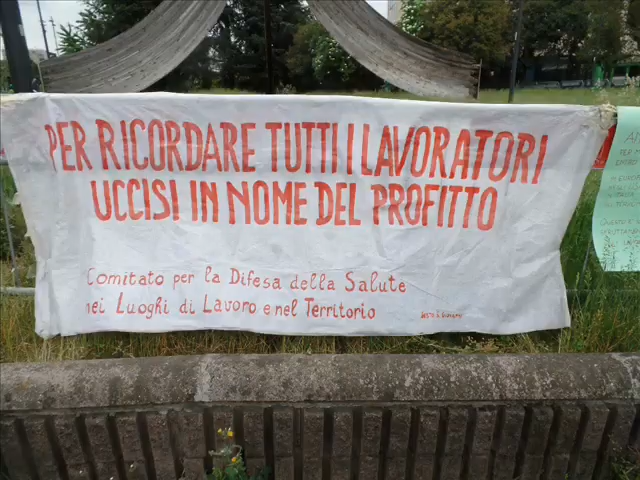 PER RICORDARE TUTTI I LAVORATORI
UCCISI IN NOME DEL PROFITTO
Comitato per la Difesa della Salute
nei Luoghi di Lavoro e nel Territorio